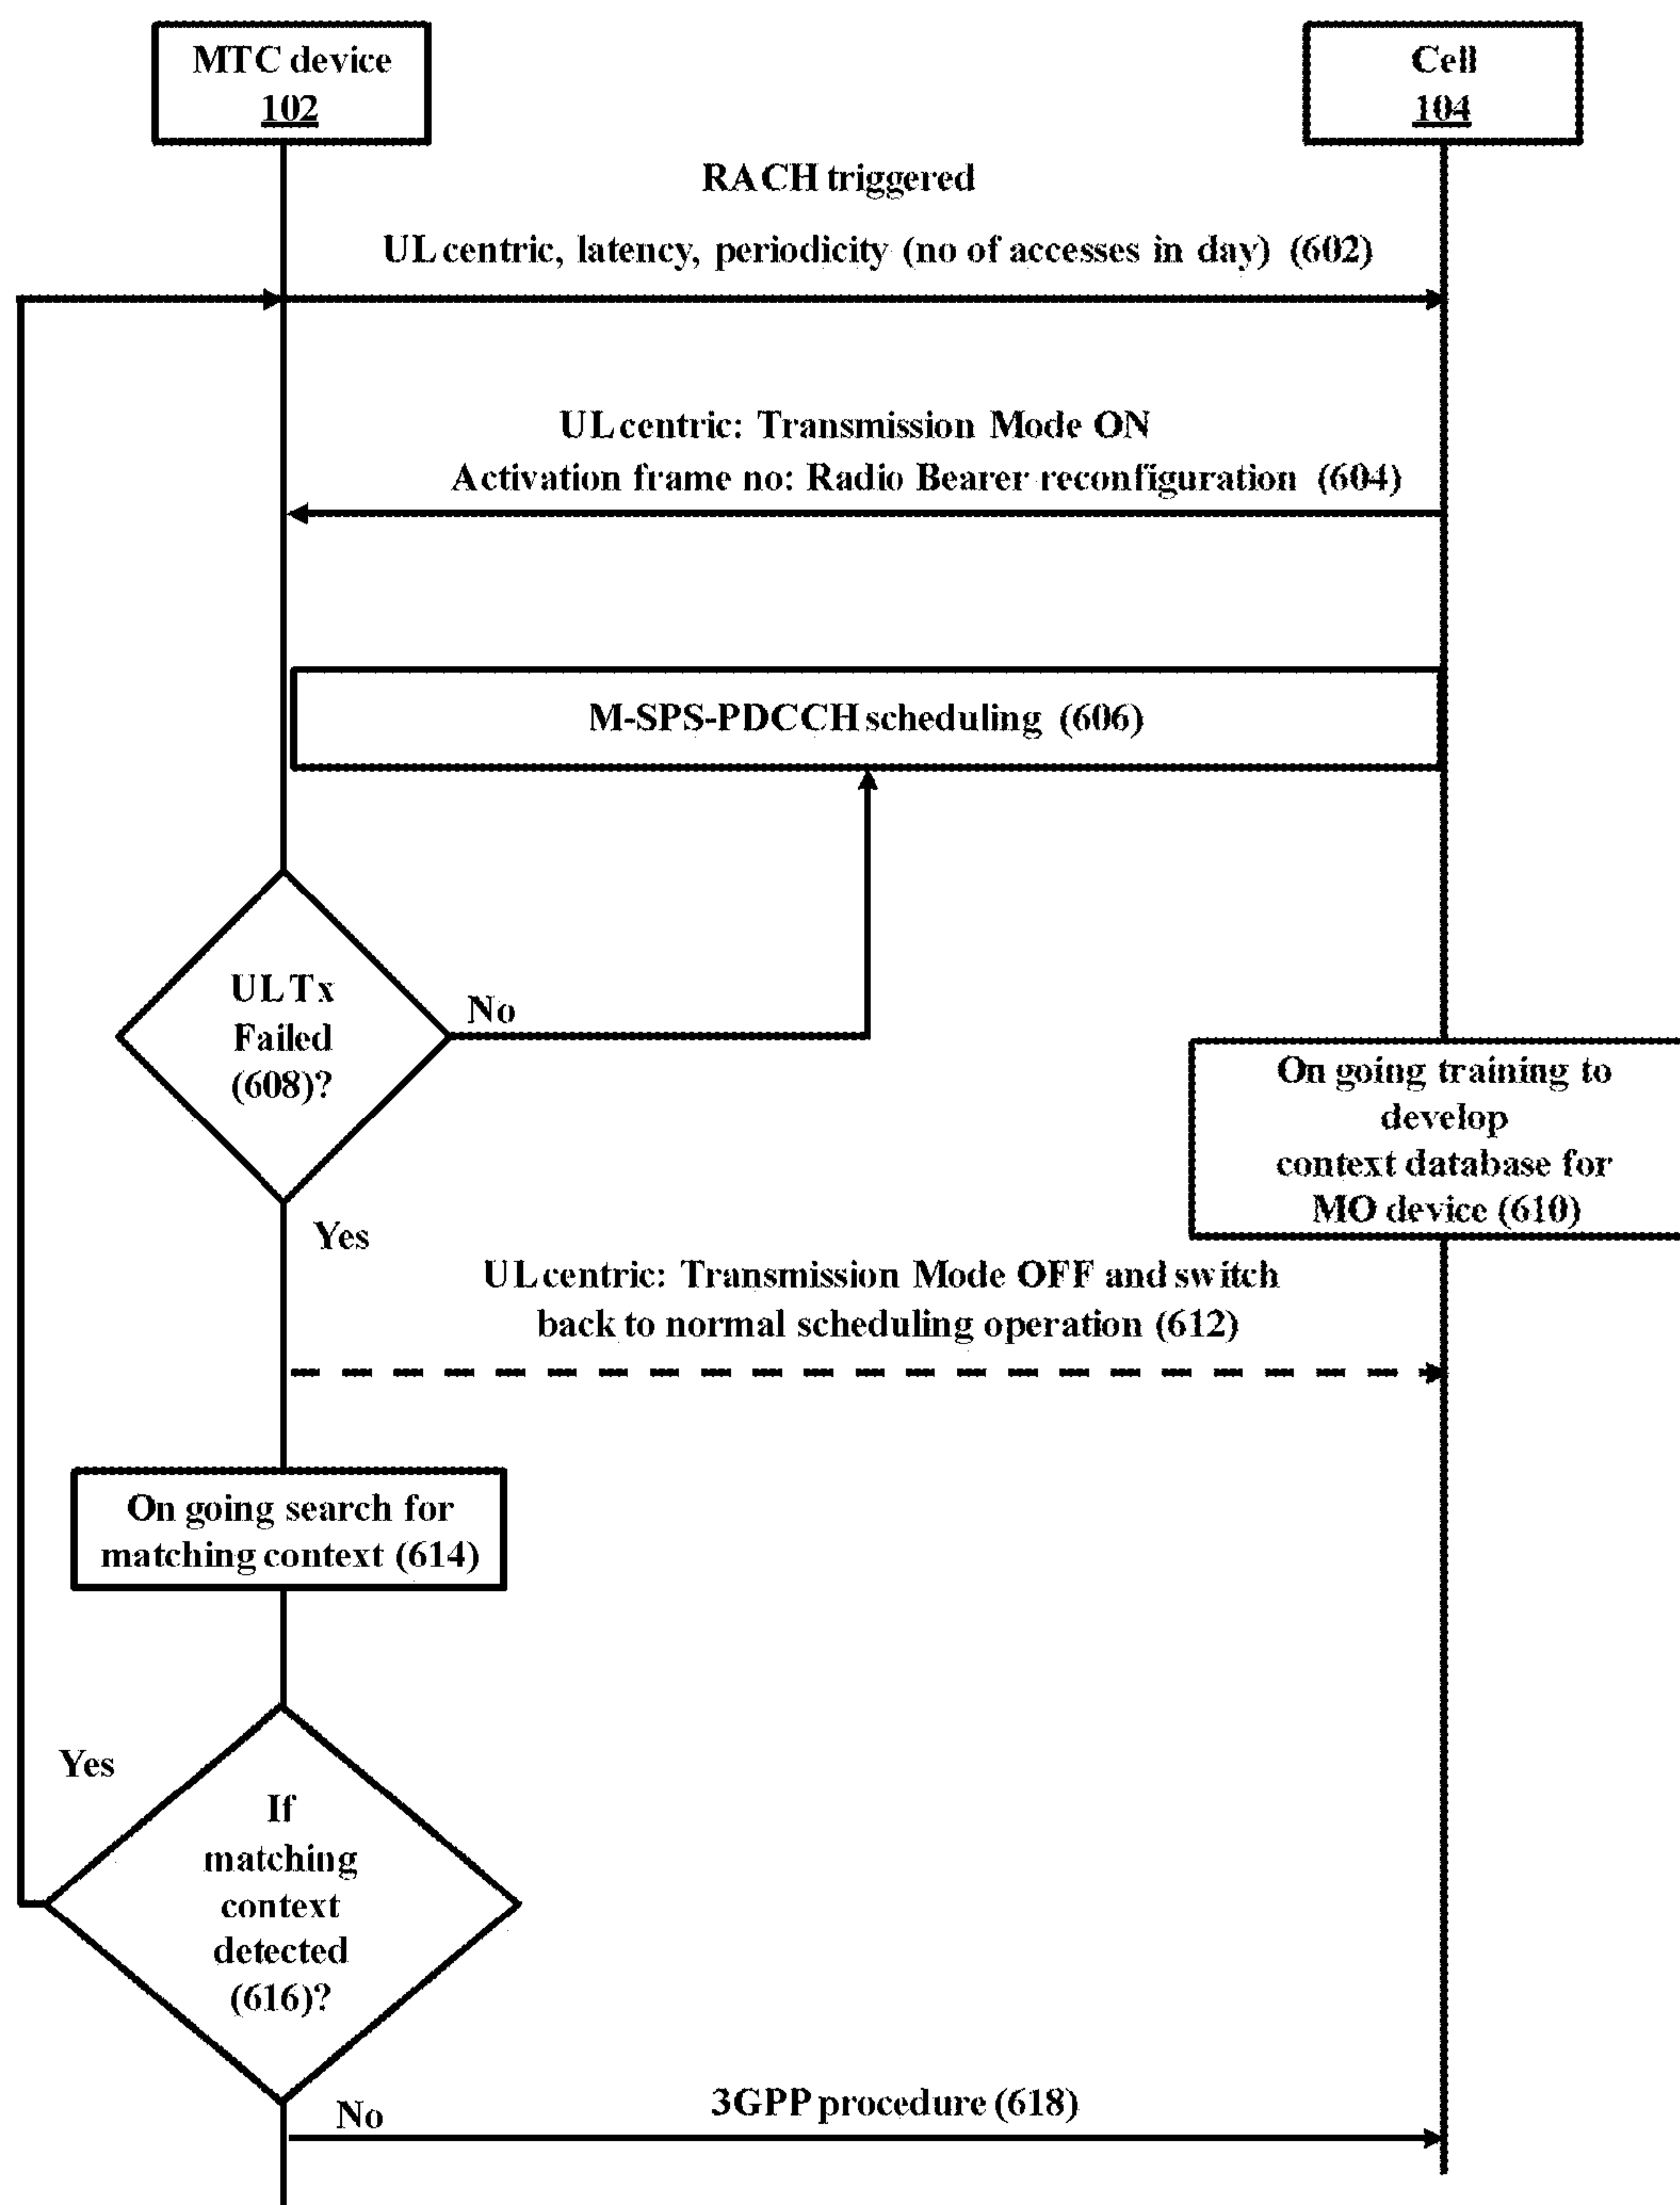 MTC device
102
Cell
104
RACH triggered
UL centric, latency, periodicity (no of accesses in day) (602)
UL centric: Transmission Mode ON
Activation frame no: Radio Bearer reconfiguration (604)
M-SPS-PDCCH scheduling (606)
UL Tx
Failed
(608)?
No
Yes
On going training to
develop
context database for
MO device (610)
UL centric: Transmission Mode OFF and switch
back to normal scheduling operation (612)
On going search for
matching context (614)
Yes
If
matching
context
detected
(616)?
No
3GPP procedure (618)